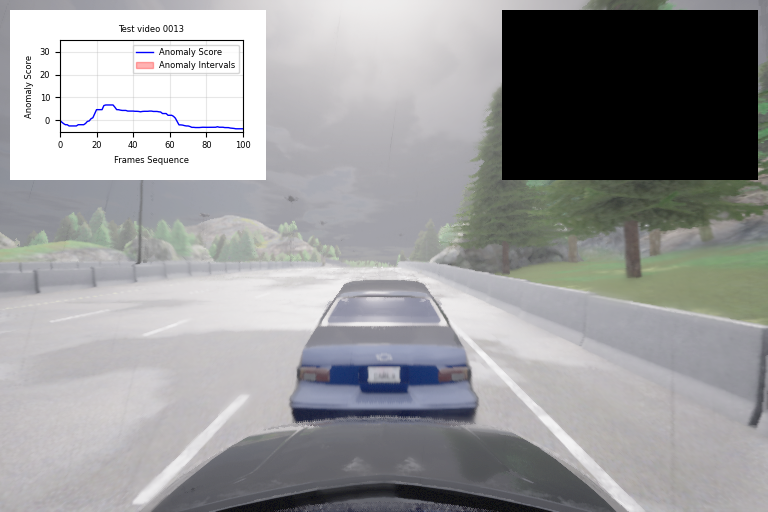 Test video 0013
Anomaly Score
Anomaly Intervals
30
20
10
0
Anomaly Score
0 20 40 60 80 100
Frames Sequence